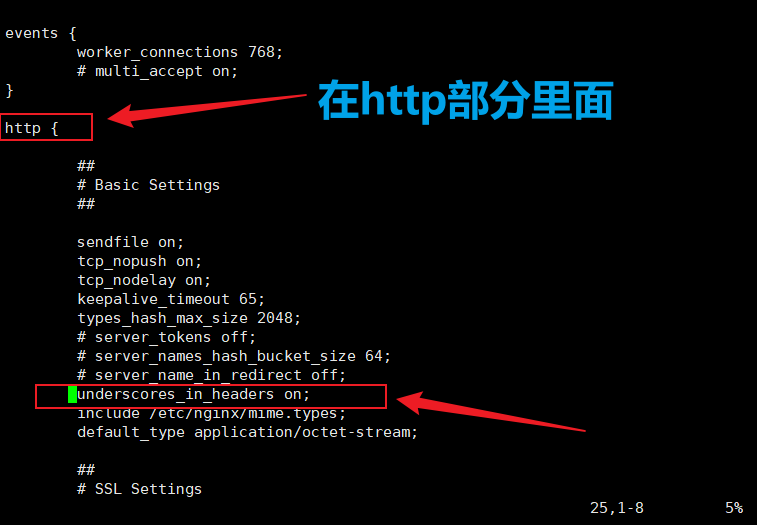 events {
worker_connections 768;
# multi_accept on;
}
在http部分里面
http {
##
# Basic Settings
##
sendfile on;
tcp_nopush on;
tcp_nodelay on;
keepalive_timeout 65;
types_hash_max_size 2048;
# server_tokens off;
# server_names_hash_bucket_size 64;
# server_name_in_redirect off;
underscores_in_headers on;
include /etc/nginx/mime.types;
default_type application/octet-stream;
##
# SSL Settings
25,1-8 5%